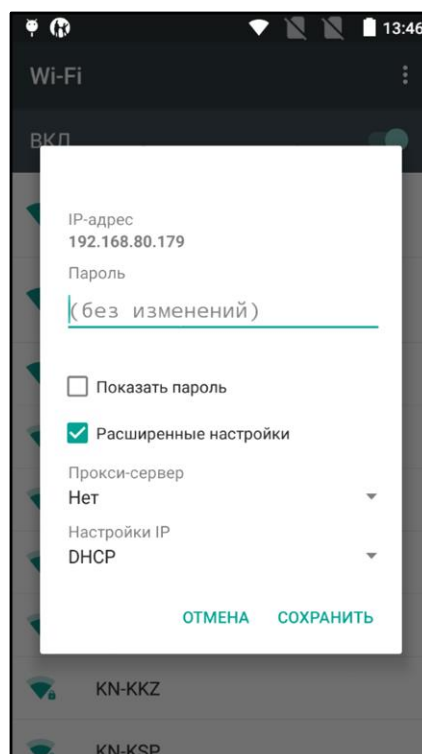 13:46
Wi-Fi
ВКЛ
IP-адрес
192.168.80.179
Пароль
(без изменений)
Показать пароль
Расширенные настройки
Прокси-сервер
Нет
Настройки IP
DHCP
ОТМЕНА СОХРАНИТЬ
KN-KKZ
KN-KSP